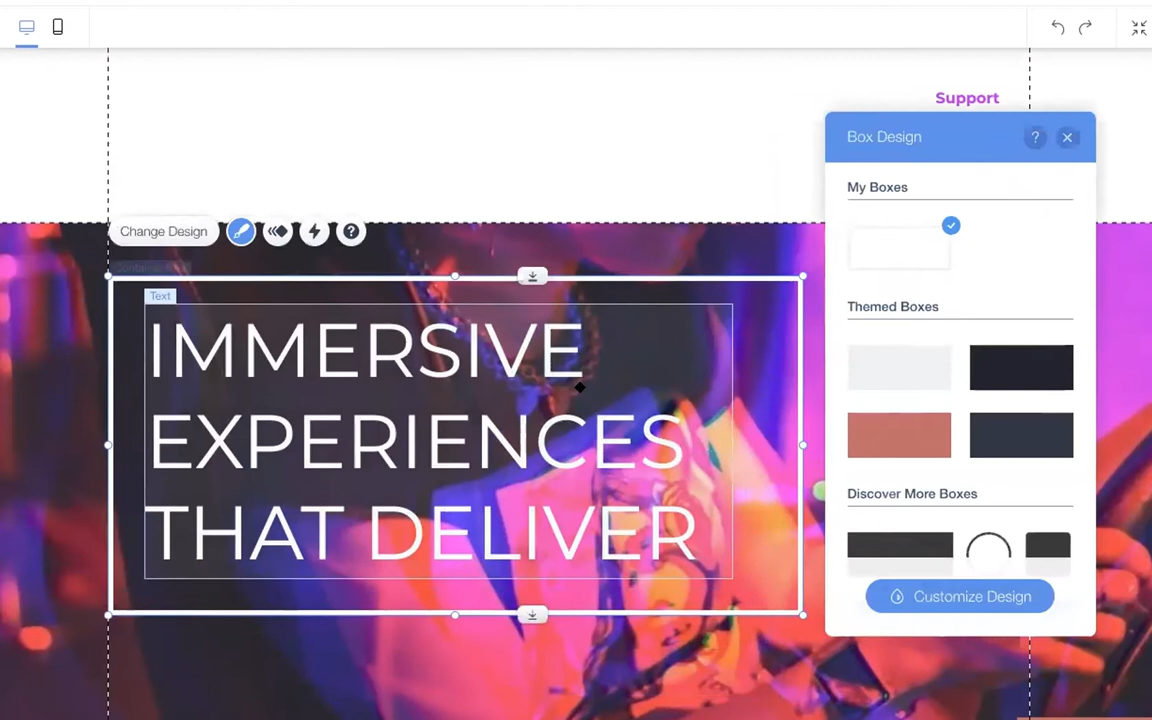 Support
Box Design
?
My Boxes
Change Design
?
Text
IMMERSIVE
EXPERIENCES
THAT DELIVER
Themed Boxes
Discover More Boxes
Customize Design